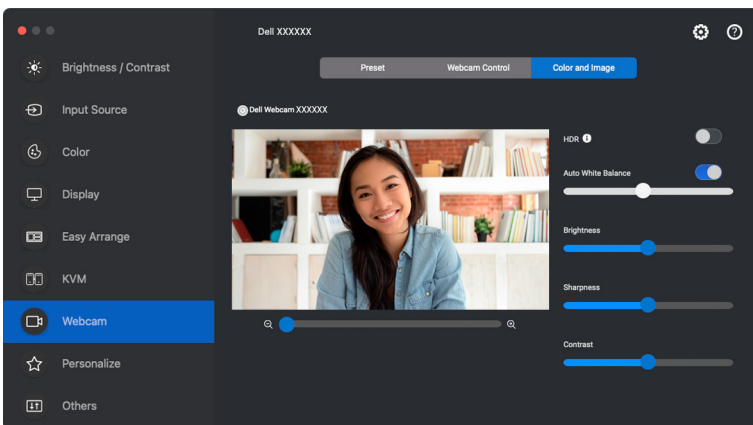 Dell XXXXXX
Brightness / Contrast
Input Source
Color
Display
Easy Arrange
KVM
Webcam
Personalize
Others
Preset
Webcam Control
Color and Image
Dell Webcam XXXXXX
HDR
Auto White Balance
Brightness
Sharpness
Contrast